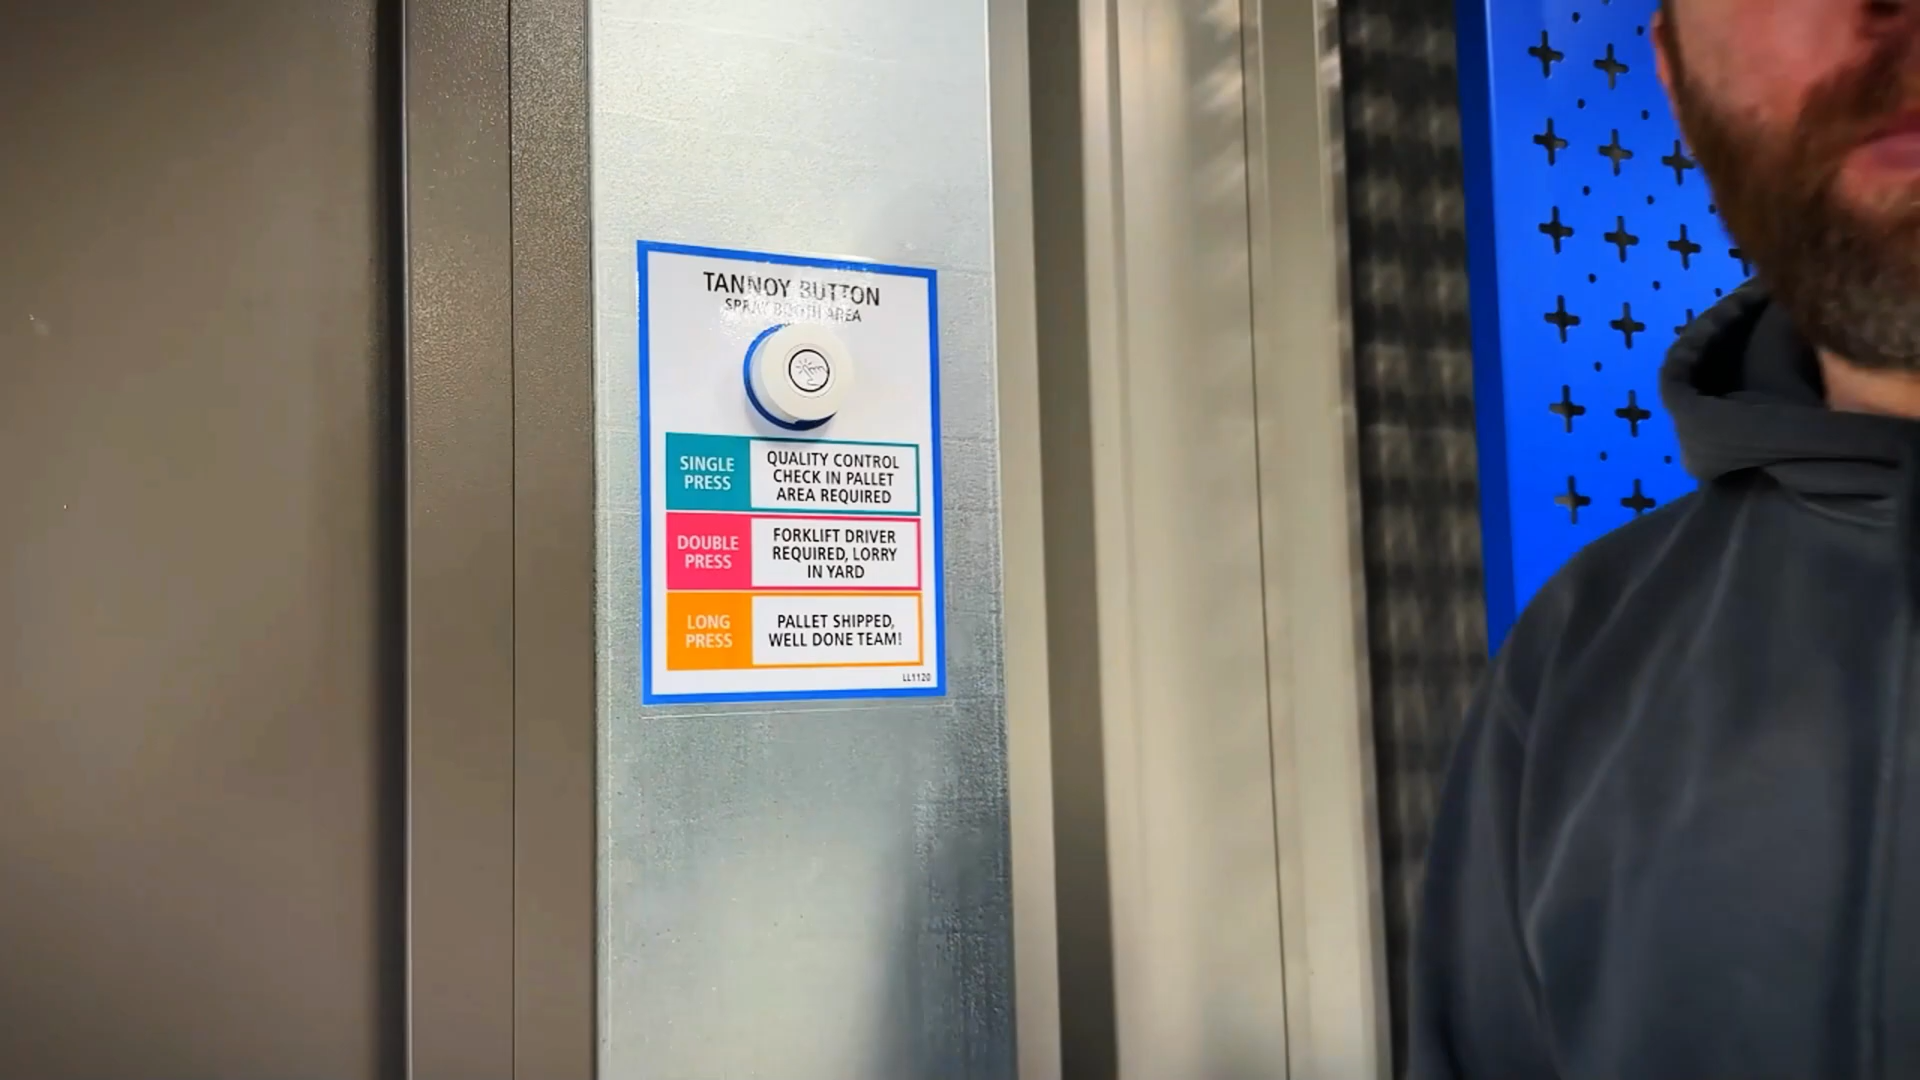 TANNOY BUTTON
SPRAY BOOTH AREA
SINGLE
PRESS
QUALITY CONTROL
CHECK IN PALLET
AREA REQUIRED
DOUBLE
PRESS
FORKLIFT DRIVER
REQUIRED, LORRY
IN YARD
LONG
PRESS
PALLET SHIPPED,
WELL DONE TEAM!
LL1120